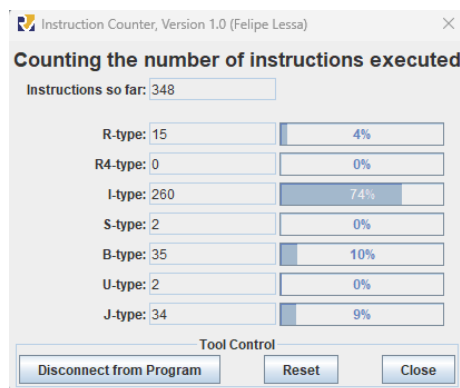 Instruction Counter, Version 1.0 (Felipe Lessa)
Counting the number of instructions executed
Instructions so far: 348
R-type: 15 4%
R4-type: 0 0%
I-type: 260 74%
S-type: 2 0%
B-type: 35 10%
U-type: 2 0%
J-type: 34 9%
Tool Control
Disconnect from Program Reset Close